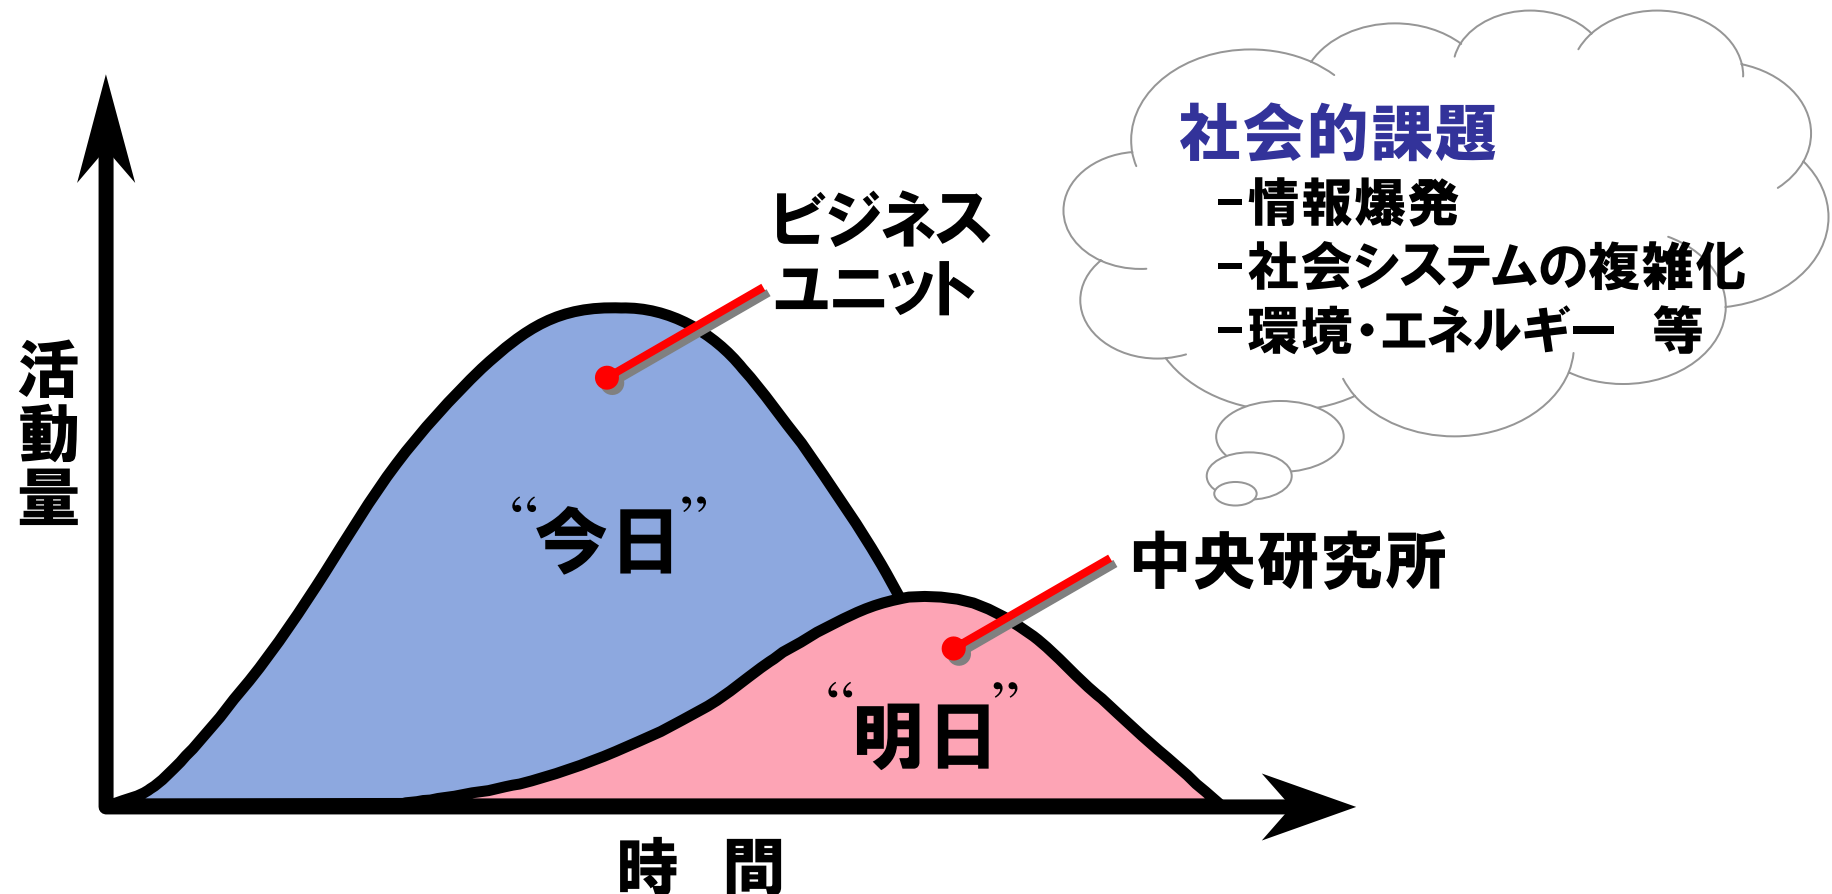 社会的課題
－情報爆発
－社会システムの複雑化
－環境・エネルギー　等
ビジネス
ユニット
活動量
“今日”
中央研究所
“明日”
時　間